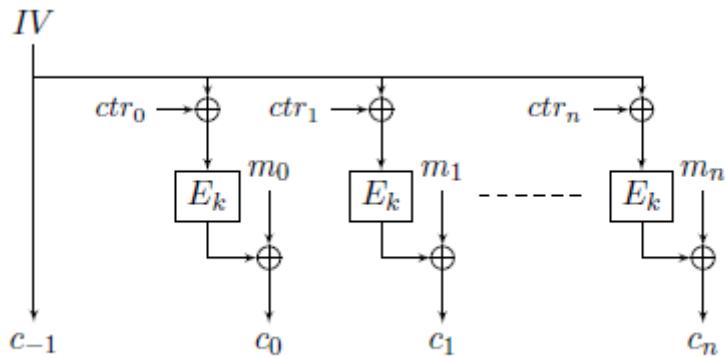 IV
ctr₀ ctr₁ ctrₙ
m₀ m₁ mₙ
Eₖ Eₖ Eₖ
c₋₁ c₀ c₁ cₙ